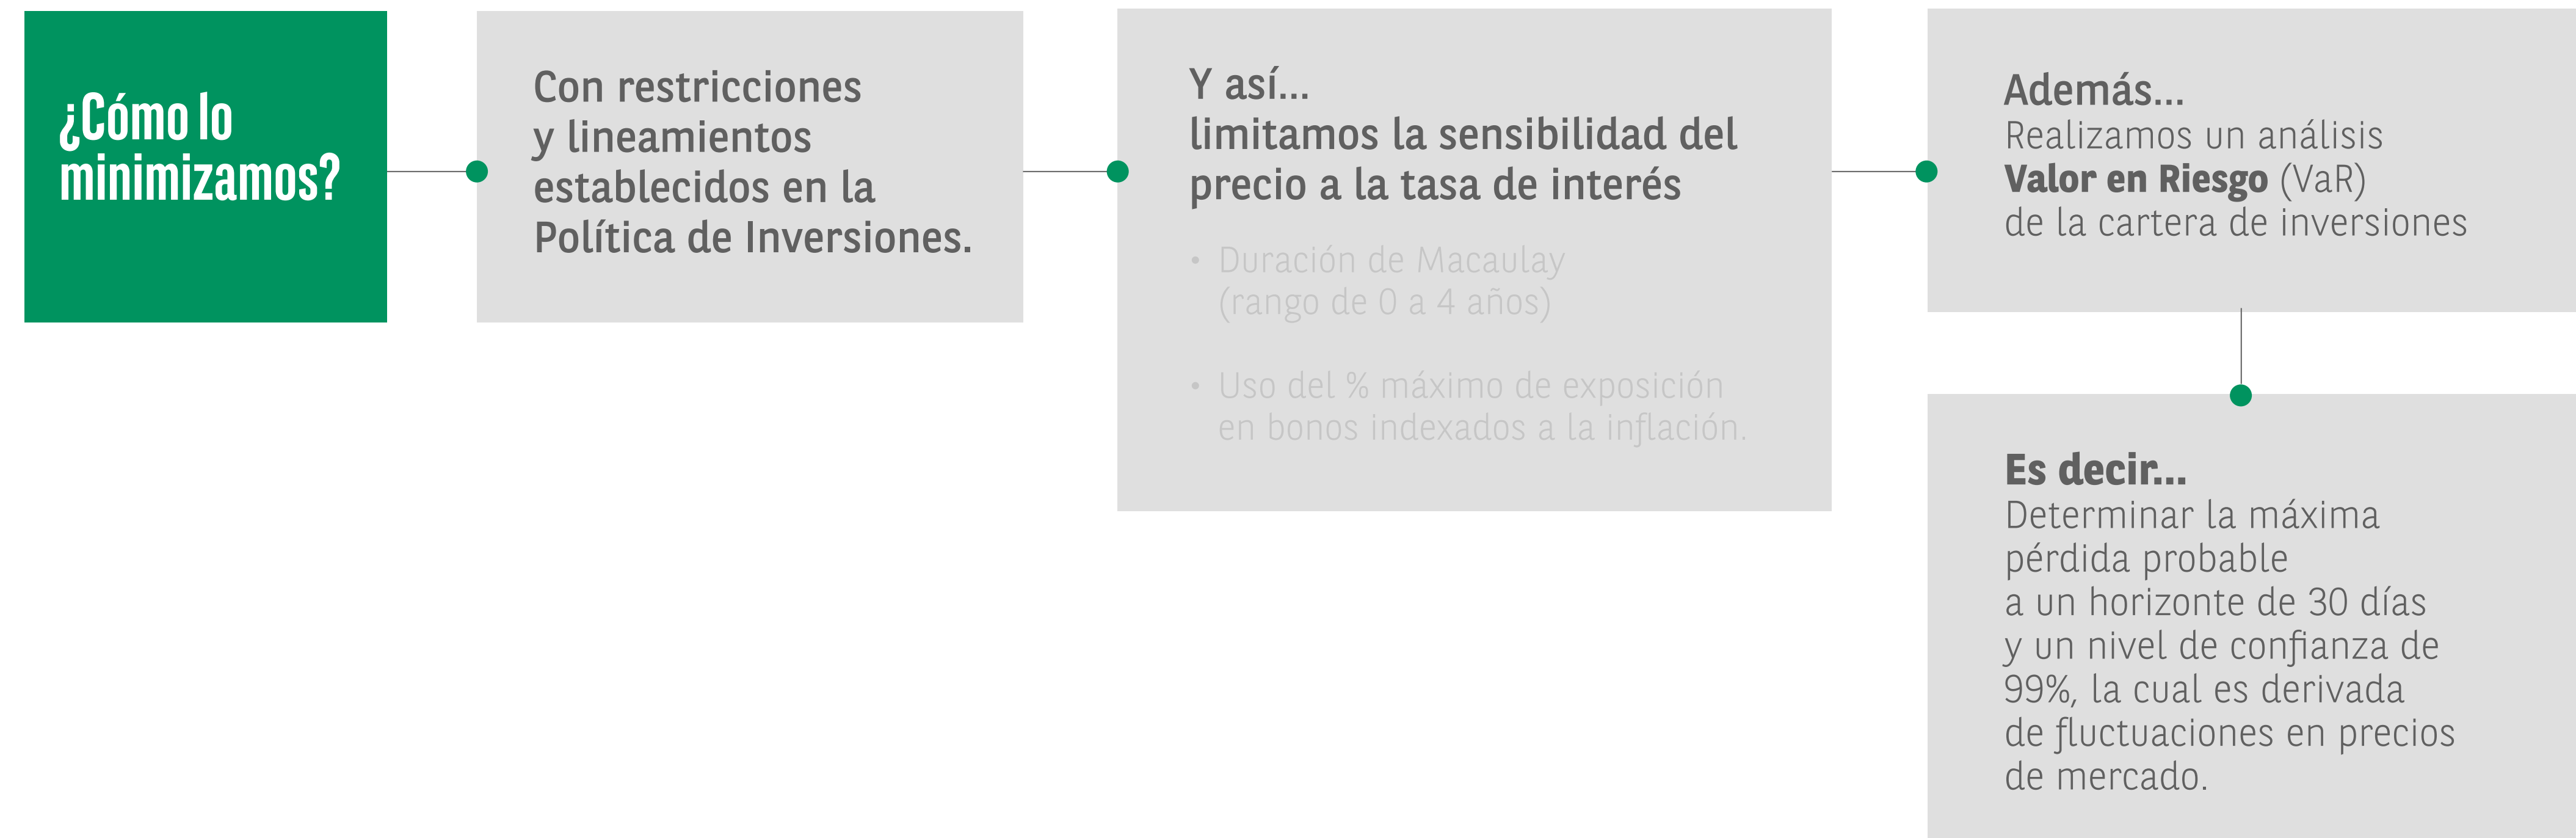 ¿Cómo lo
minimizamos?
Con restricciones
y lineamientos
establecidos en la
Política de Inversiones.
Y así...
limitamos la sensibilidad del
precio a la tasa de interés
• Duración de Macaulay
(rango de 0 a 4 años)
• Uso del % máximo de exposición
en bonos indexados a la inflación.
Además...
Realizamos un análisis
Valor en Riesgo (VaR)
de la cartera de inversiones
Es decir...
Determinar la máxima
pérdida probable
a un horizonte de 30 días
y un nivel de confianza de
99%, la cual es derivada
de fluctuaciones en precios
de mercado.